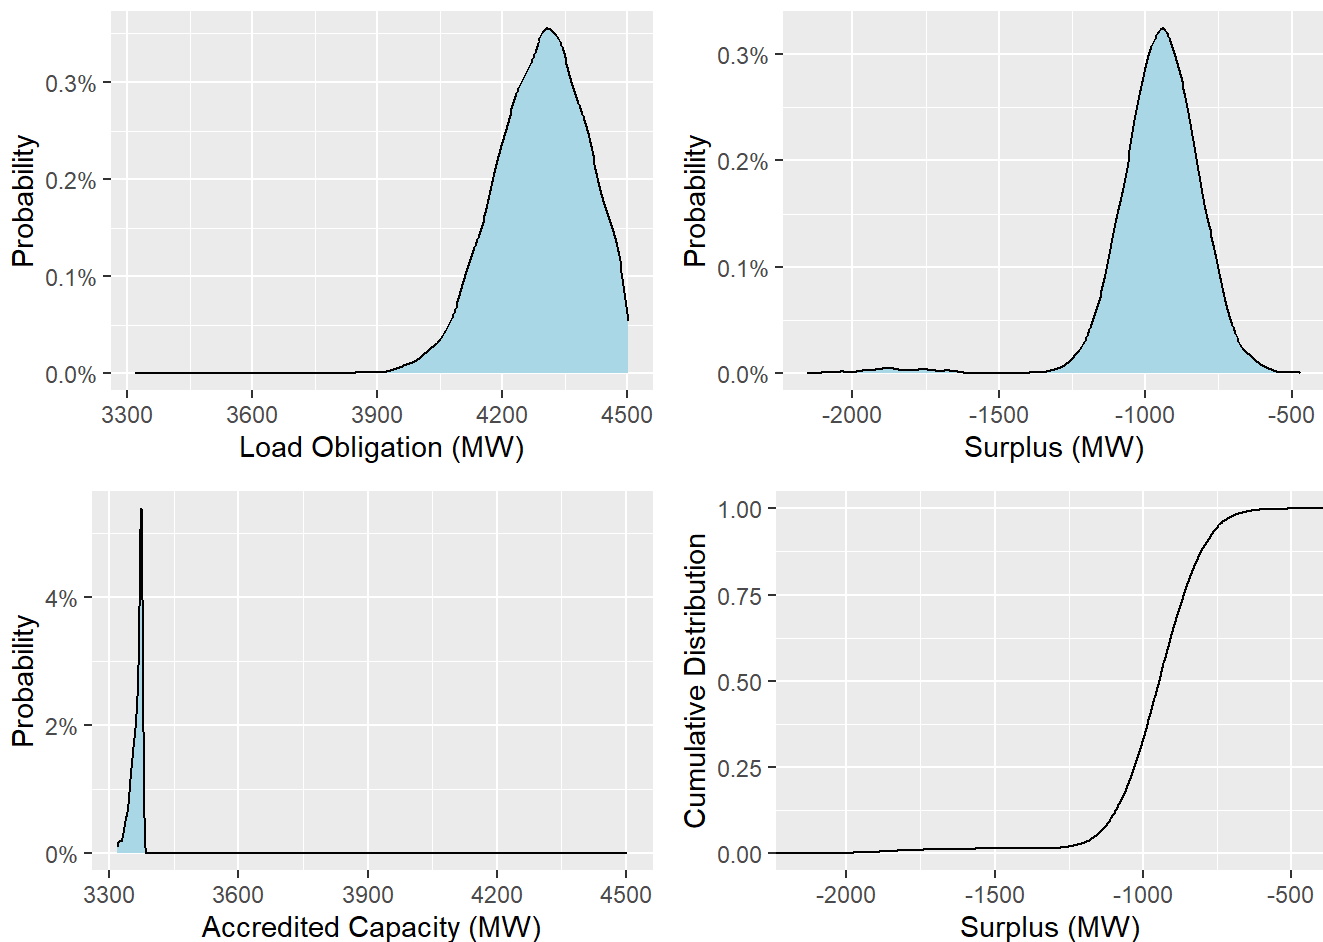 Probability
0.3%
0.2%
0.1%
0.0%
3300 3600 3900 4200 4500
Load Obligation (MW)
Probability
0.3%
0.2%
0.1%
0.0%
-2000 -1500 -1000 -500
Surplus (MW)
Probability
4%
2%
0%
3300 3600 3900 4200 4500
Accredited Capacity (MW)
Cumulative Distribution
1.00
0.75
0.50
0.25
0.00
-2000 -1500 -1000 -500
Surplus (MW)